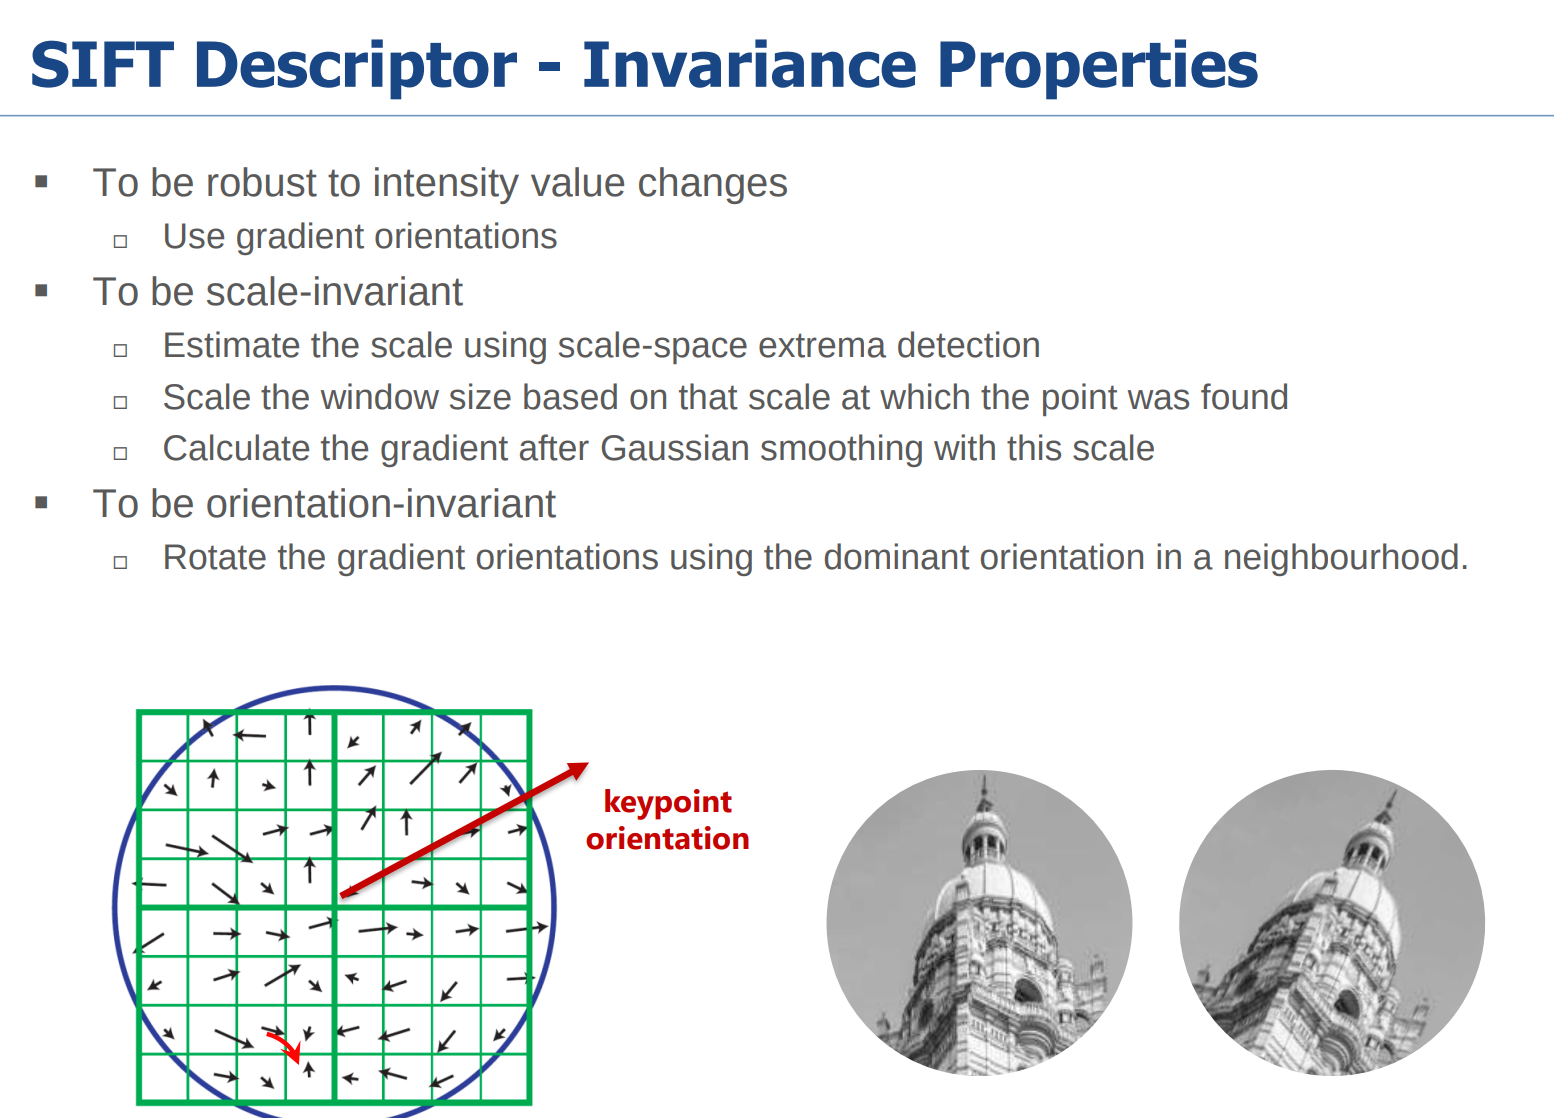 SIFT Descriptor - Invariance Properties
To be robust to intensity value changes
Use gradient orientations
To be scale-invariant
Estimate the scale using scale-space extrema detection
Scale the window size based on that scale at which the point was found
Calculate the gradient after Gaussian smoothing with this scale
To be orientation-invariant
Rotate the gradient orientations using the dominant orientation in a neighbourhood.
keypoint
orientation